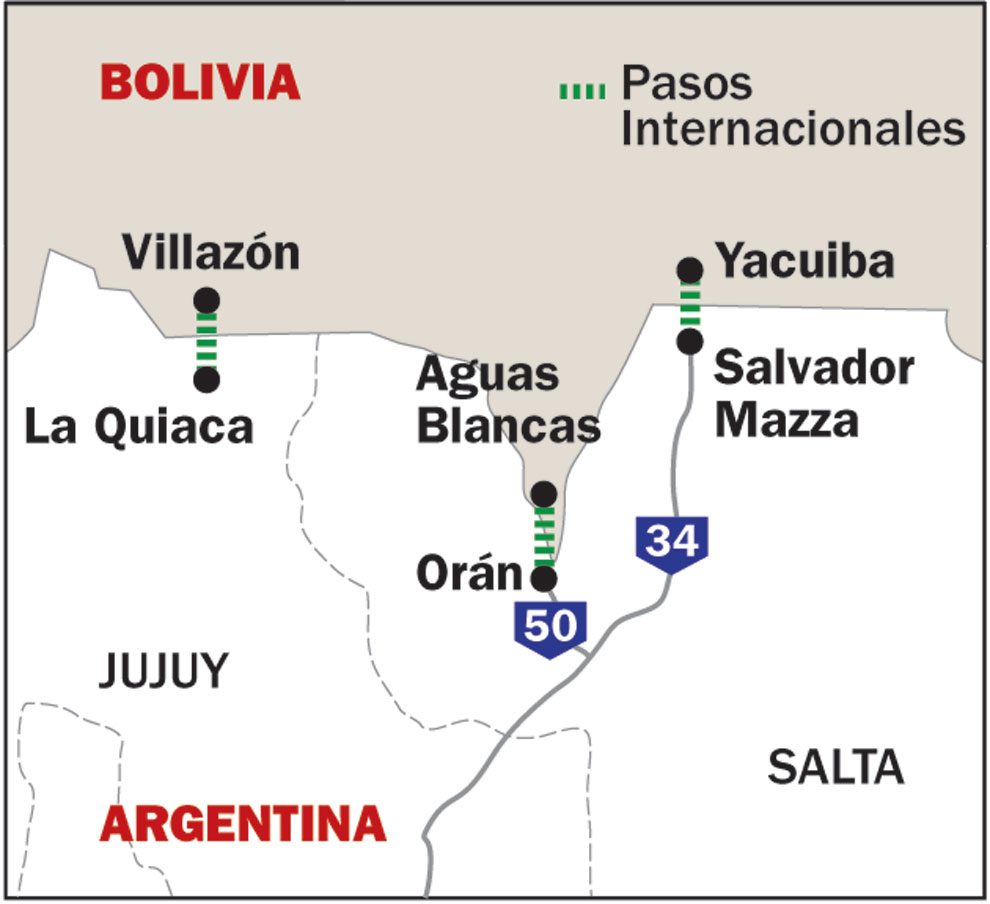 BOLIVIA
Pasos
Internacionales
Villazón
Yacuiba
La Quiaca
Aguas
Blancas
Salvador
Mazza
34
Orán
50
JUJUY
SALTA
ARGENTINA